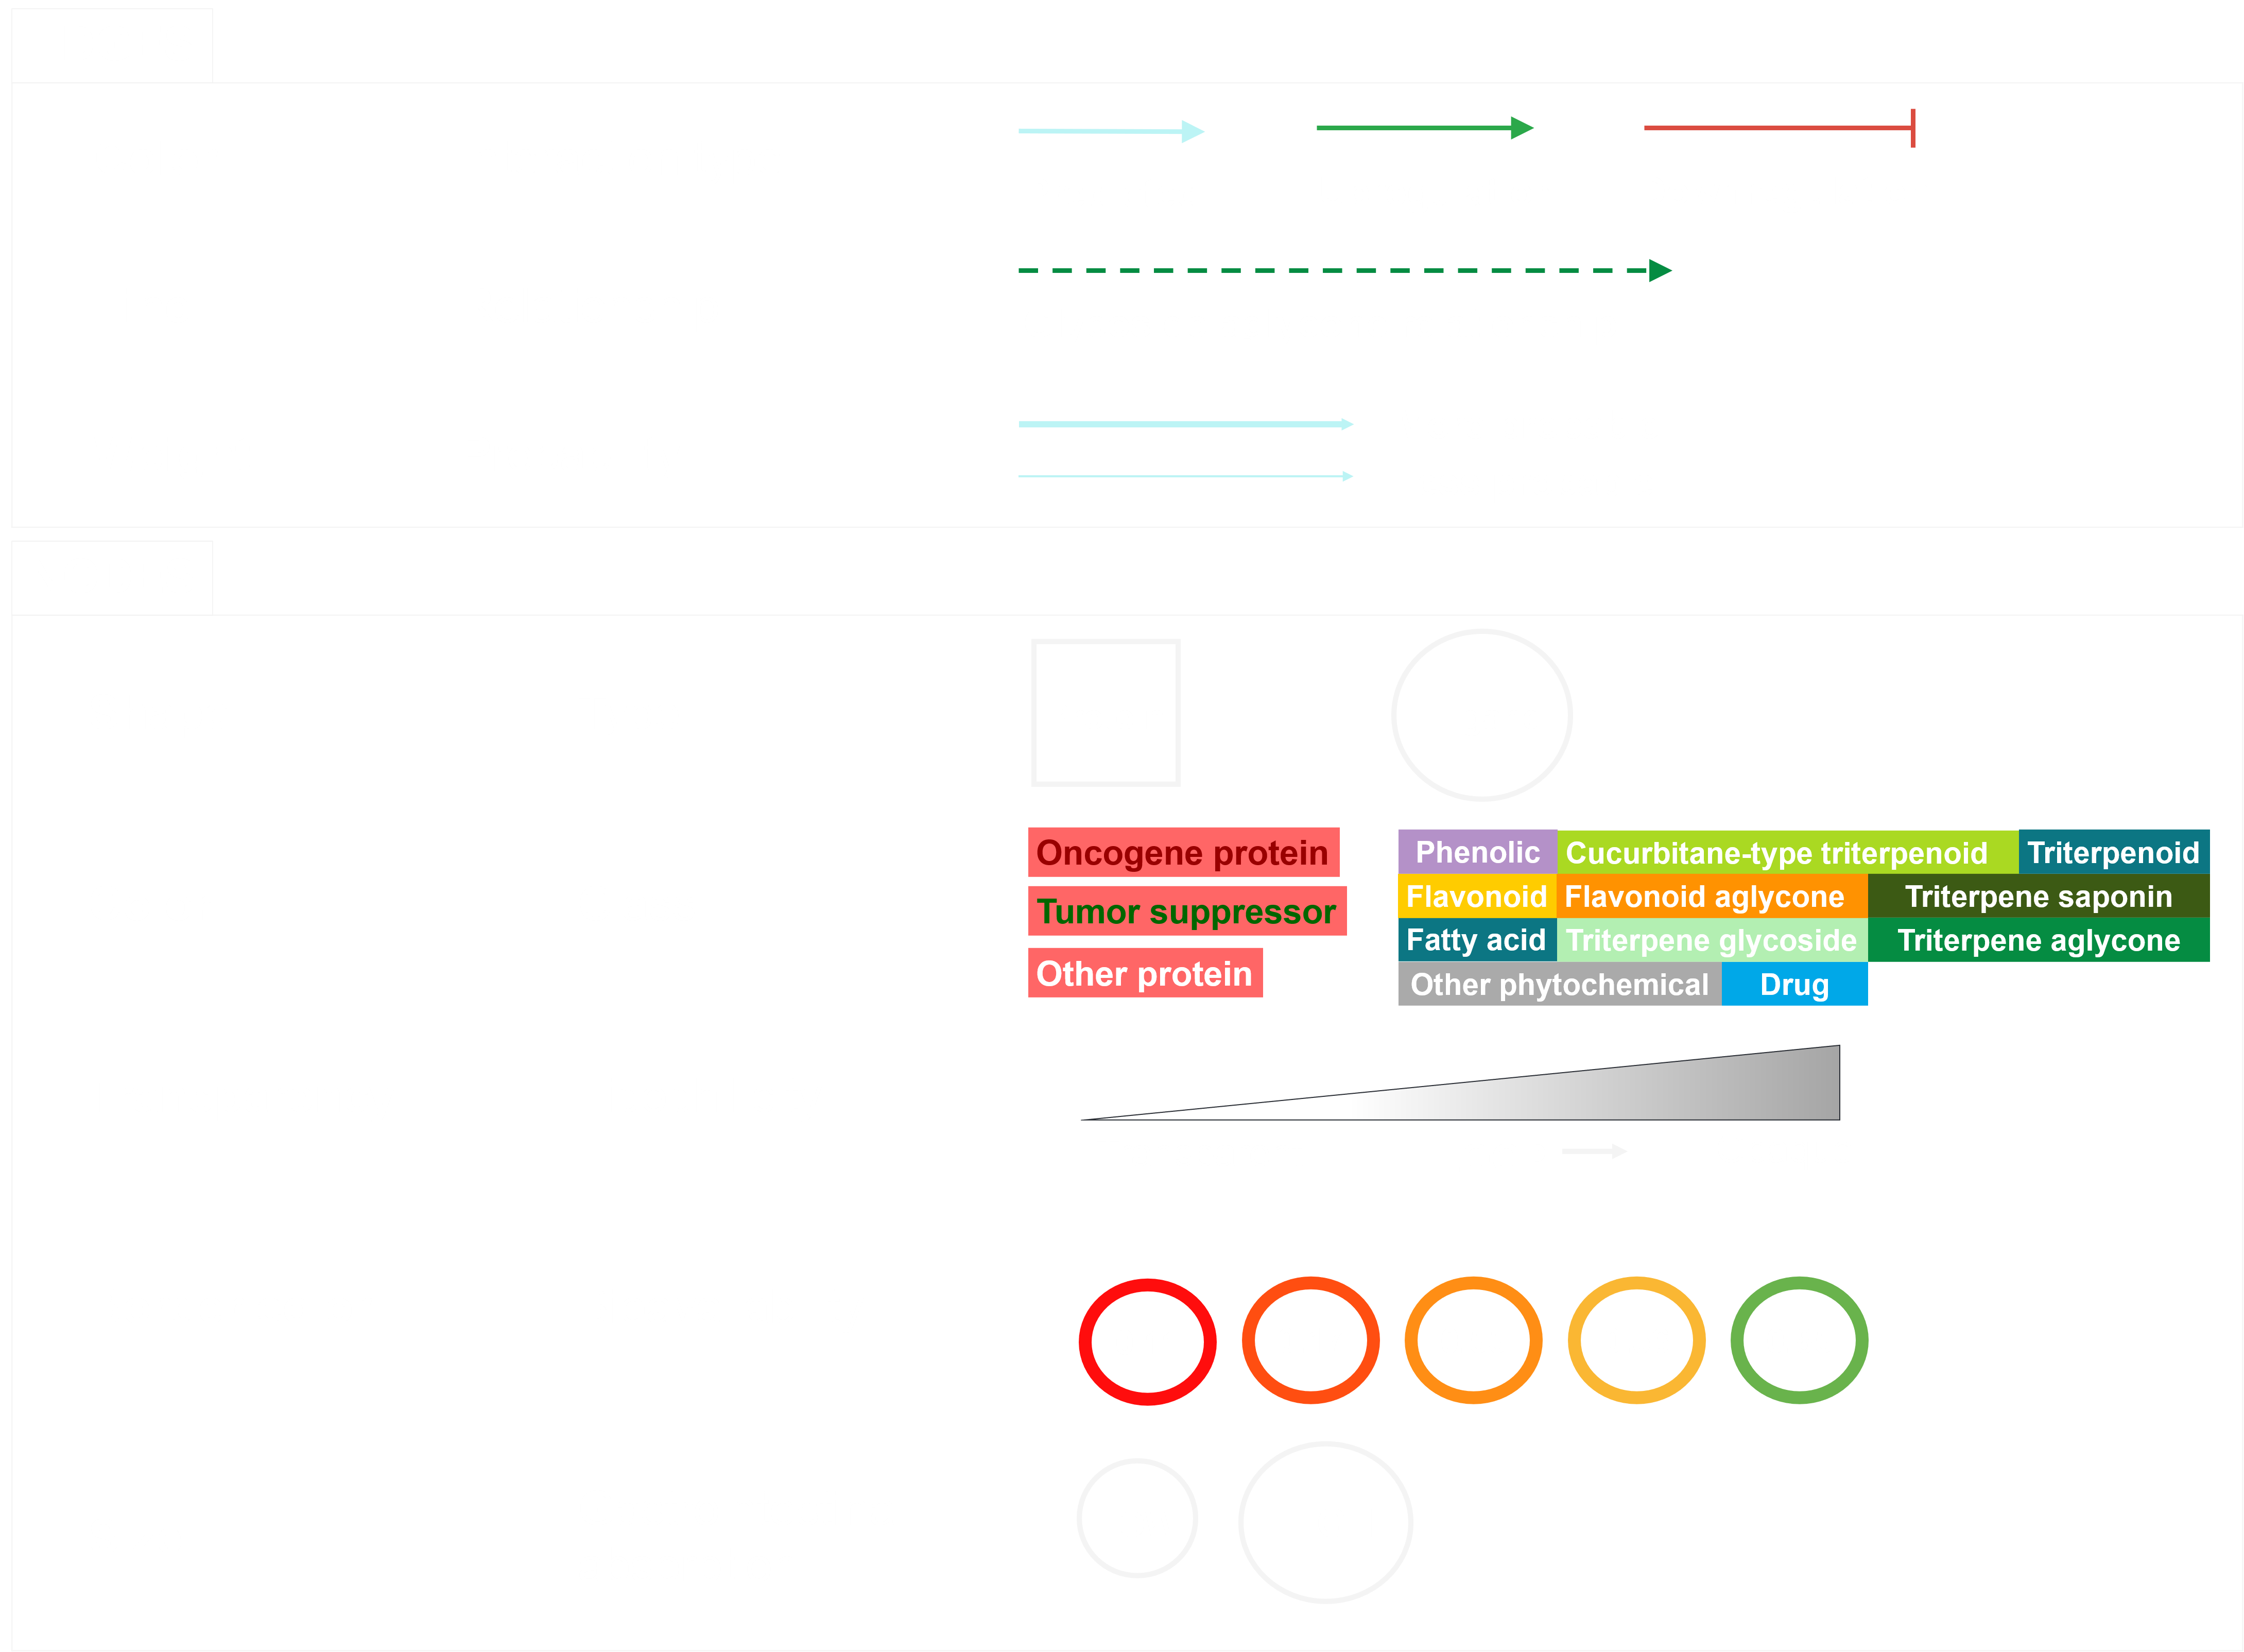 Oncogene protein
Tumor suppressor
Other protein
Phenolic Cucurbitane-type triterpenoid Triterpenoid
Flavonoid Flavonoid aglycone Triterpene saponin
Fatty acid Triterpene glycoside Triterpene aglycone
Other phytochemical Drug